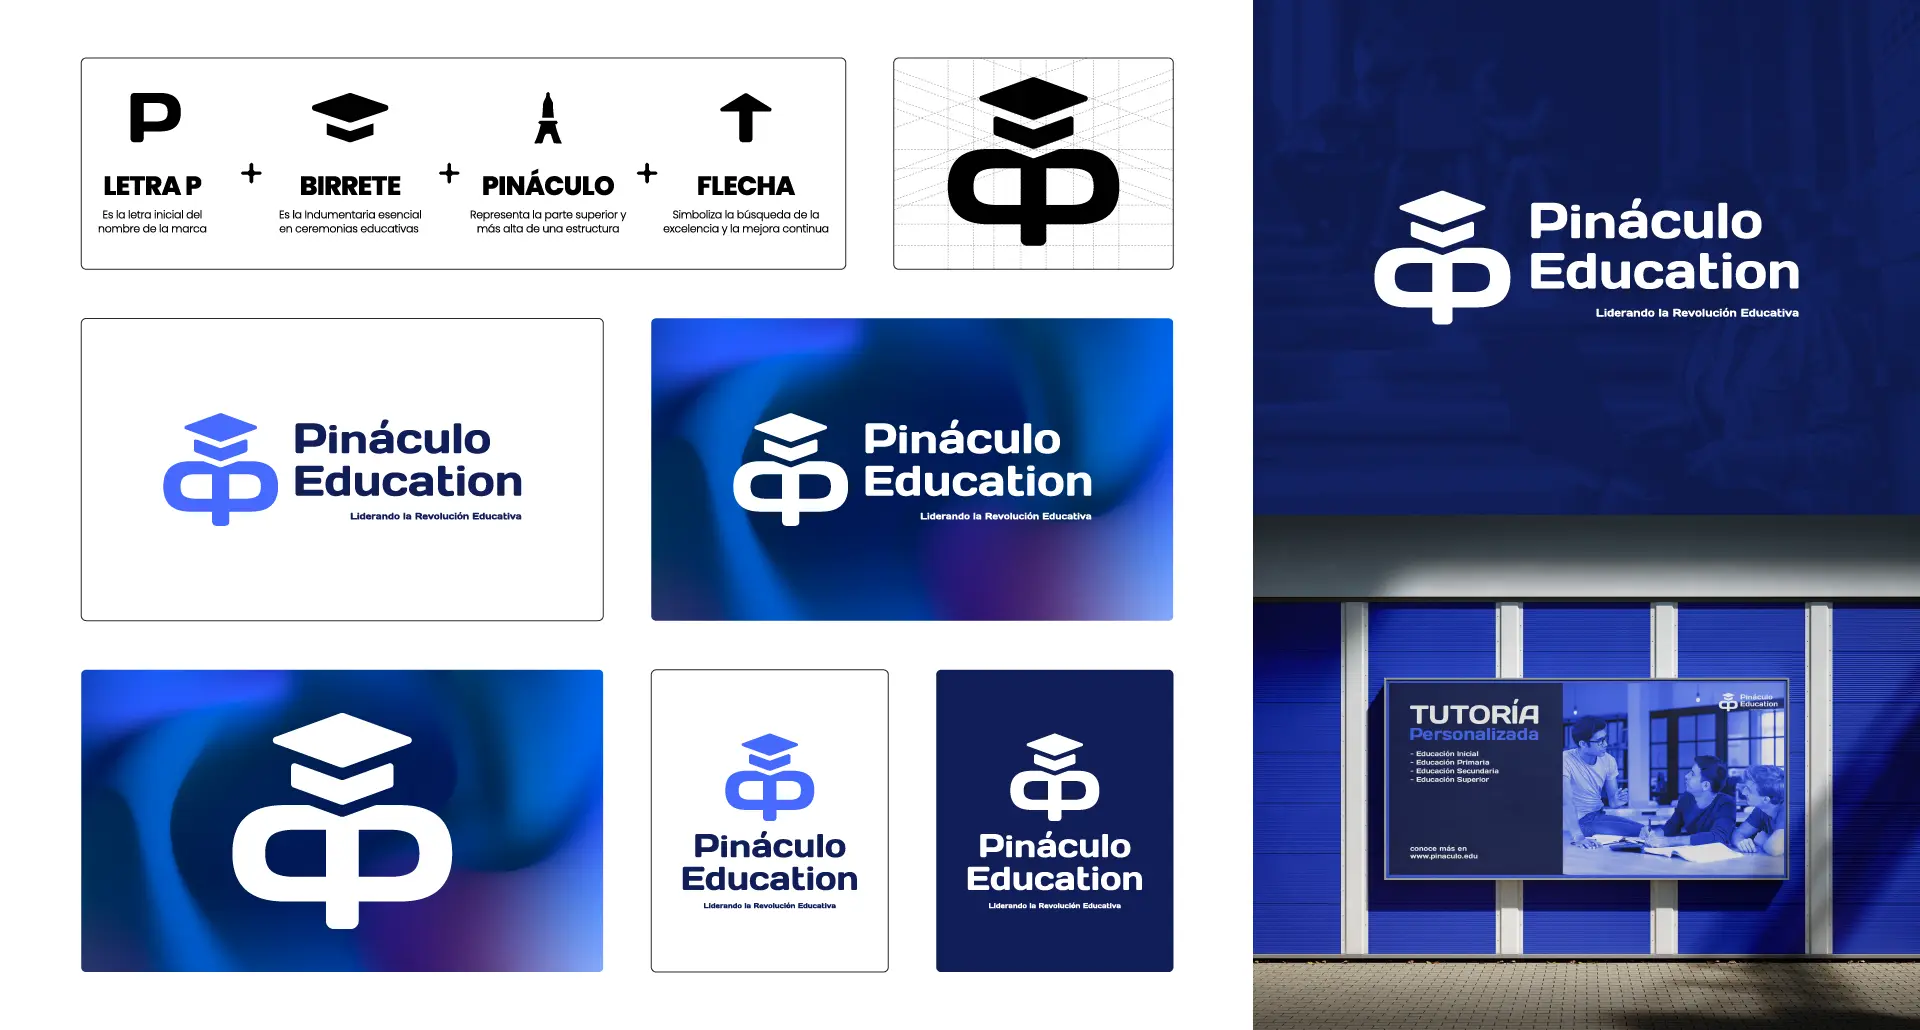 P
LETRA P
Es la letra inicial del
nombre de la marca
+
BIRRETE
Es la Indumentaria esencial
en ceremonias educativas
+
PINÁCULO
Representa la parte superior y
más alta de una estructura
+
FLECHA
Simboliza la búsqueda de la
excelencia y la mejora continua
Pináculo
Education
Liderando la Revolución Educativa
Pináculo
Education
Liderando la Revolución Educativa
Pináculo
Education
Liderando la Revolución Educativa
Pináculo
Education
Liderando la Revolución Educativa
Pináculo
Education
Liderando la Revolución Educativa
TUTORÍA
Personalizada
- Educación Inicial
- Educación Primaria
- Educación Secundaria
- Educación Superior
conoce más en
www.pinaculo.edu
Pináculo
Education